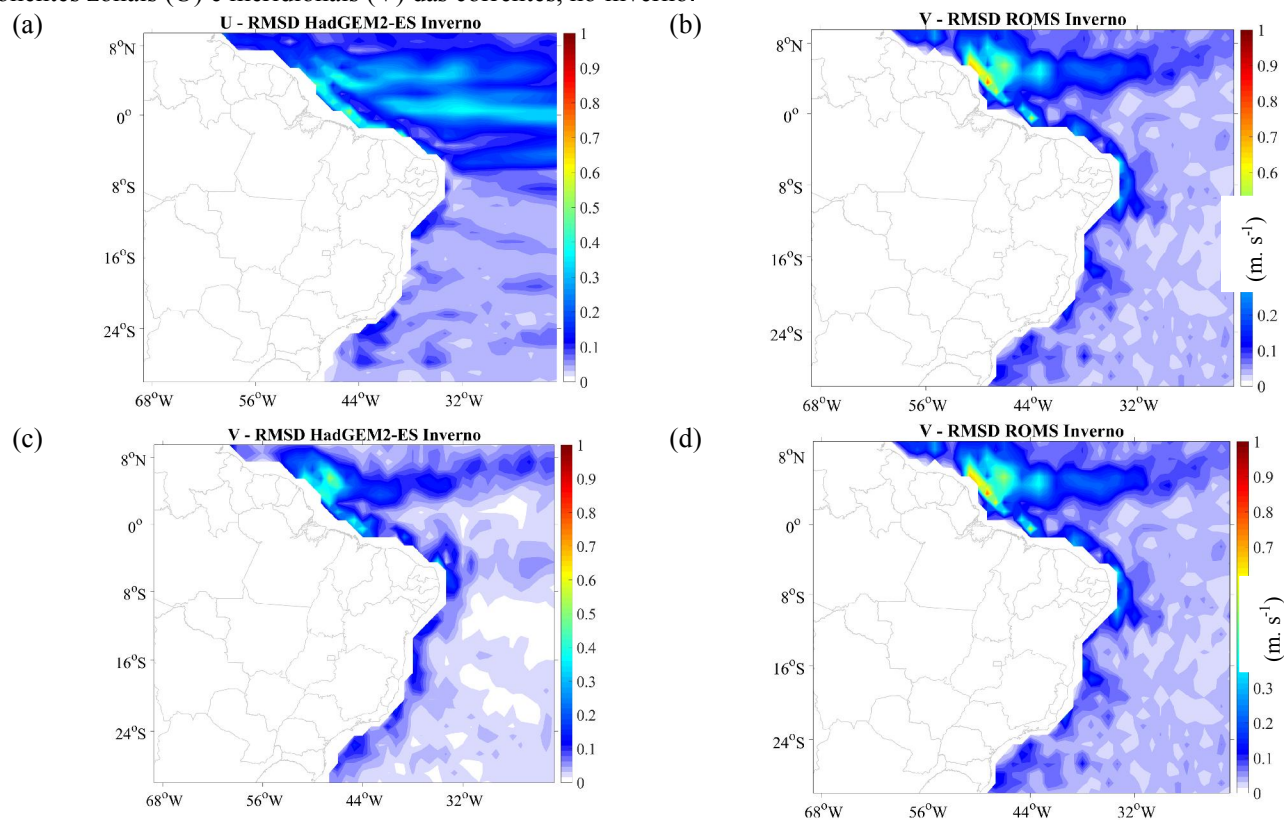 onentes zonais (U) e meridionais (V) das correntes, no inverno.
(a)
U - RMSD HadGEM2-ES Inverno
8°N
0°
8°S
16°S
24°S
68°W 56°W 44°W 32°W
1
0.9
0.8
0.7
0.6
0.5
0.4
0.3
0.2
0.1
0
(b)
V - RMSD ROMS Inverno
8°N
0°
8°S
16°S
24°S
68°W 56°W 44°W 32°W
1
0.9
0.8
0.7
0.6
0.2
0.1
0
(m. s⁻¹)
(c)
V - RMSD HadGEM2-ES Inverno
8°N
0°
8°S
16°S
24°S
68°W 56°W 44°W 32°W
1
0.9
0.8
0.7
0.6
0.5
0.4
0.3
0.2
0.1
0
(d)
V - RMSD ROMS Inverno
8°N
0°
8°S
16°S
24°S
68°W 56°W 44°W 32°W
1
0.9
0.8
0.7
0.3
0.2
0.1
0
(m. s⁻¹)